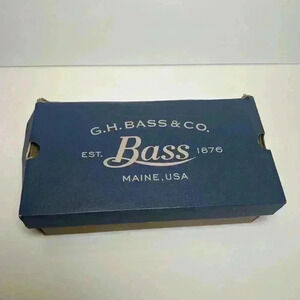 G.H. BASS & CO.
EST. Bass 1876
MAINE, USA